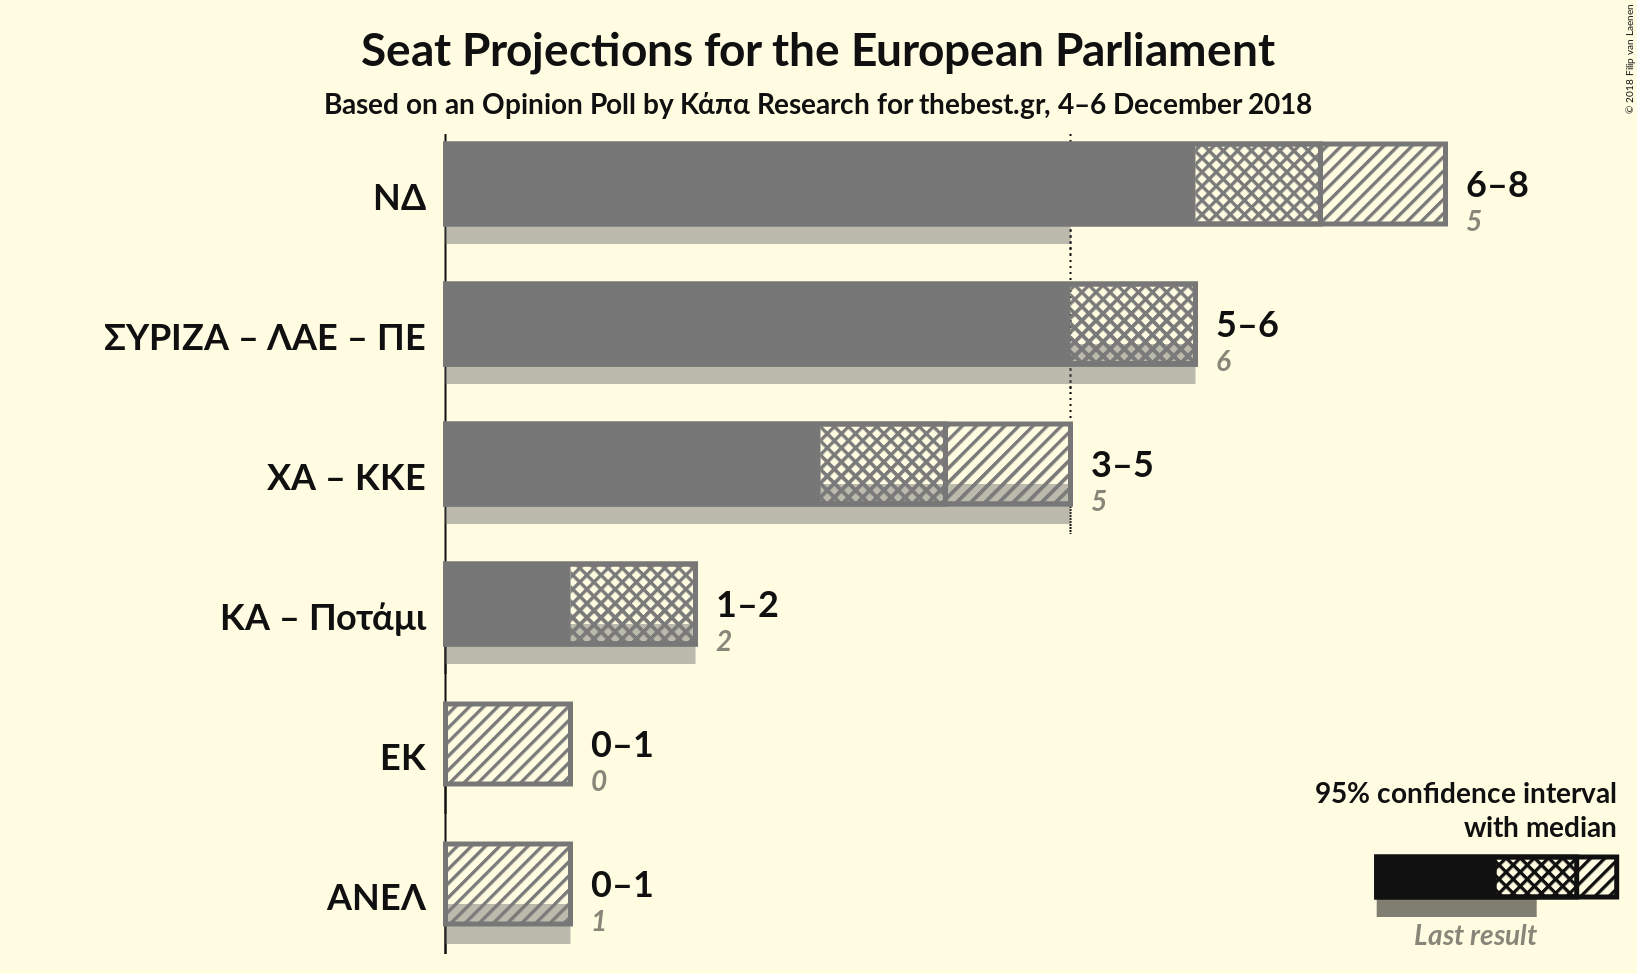 Seat Projections for the European Parliament
Based on an Opinion Poll by Κάπα Research for thebest.gr, 4–6 December 2018
© 2018 Filip van Laenen
ΝΔ
6–8
5
ΣΥΡΙΖΑ – ΛΑΕ – ΠΕ
5–6
6
ΧΑ – ΚΚΕ
3–5
5
ΚΑ – Ποτάμι
1–2
2
ΕΚ
0–1
0
ΑΝΕΛ
0–1
1
95% confidence interval
with median
Last result